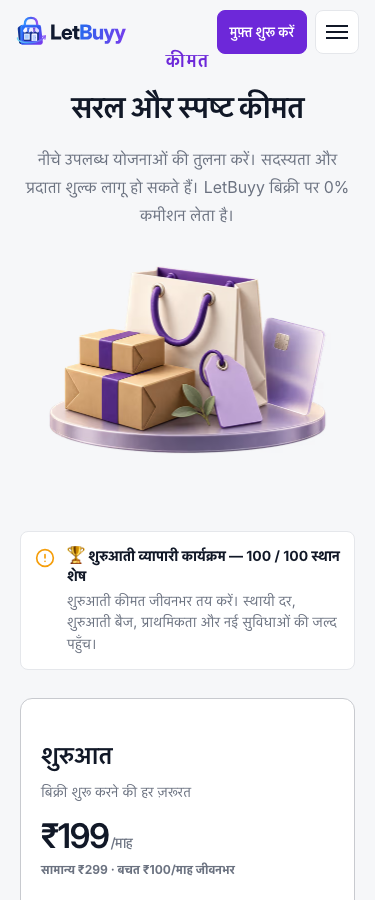 LetBuyy
मुफ़्त शुरू करें
कीमत
सरल और स्पष्ट कीमत
नीचे उपलब्ध योजनाओं की तुलना करें। सदस्यता और
प्रदाता शुल्क लागू हो सकते हैं। LetBuyy बिक्री पर 0%
कमीशन लेता है।
🏆 शुरुआती व्यापारी कार्यक्रम — 100 / 100 स्थान
शेष
शुरुआती कीमत जीवनभर तय करें। स्थायी दर,
शुरुआती बैज, प्राथमिकता और नई सुविधाओं की जल्द
पहुँच।
शुरुआत
बिक्री शुरू करने की हर ज़रूरत
₹199/माह
सामान्य ₹299 · बचत ₹100/माह जीवनभर